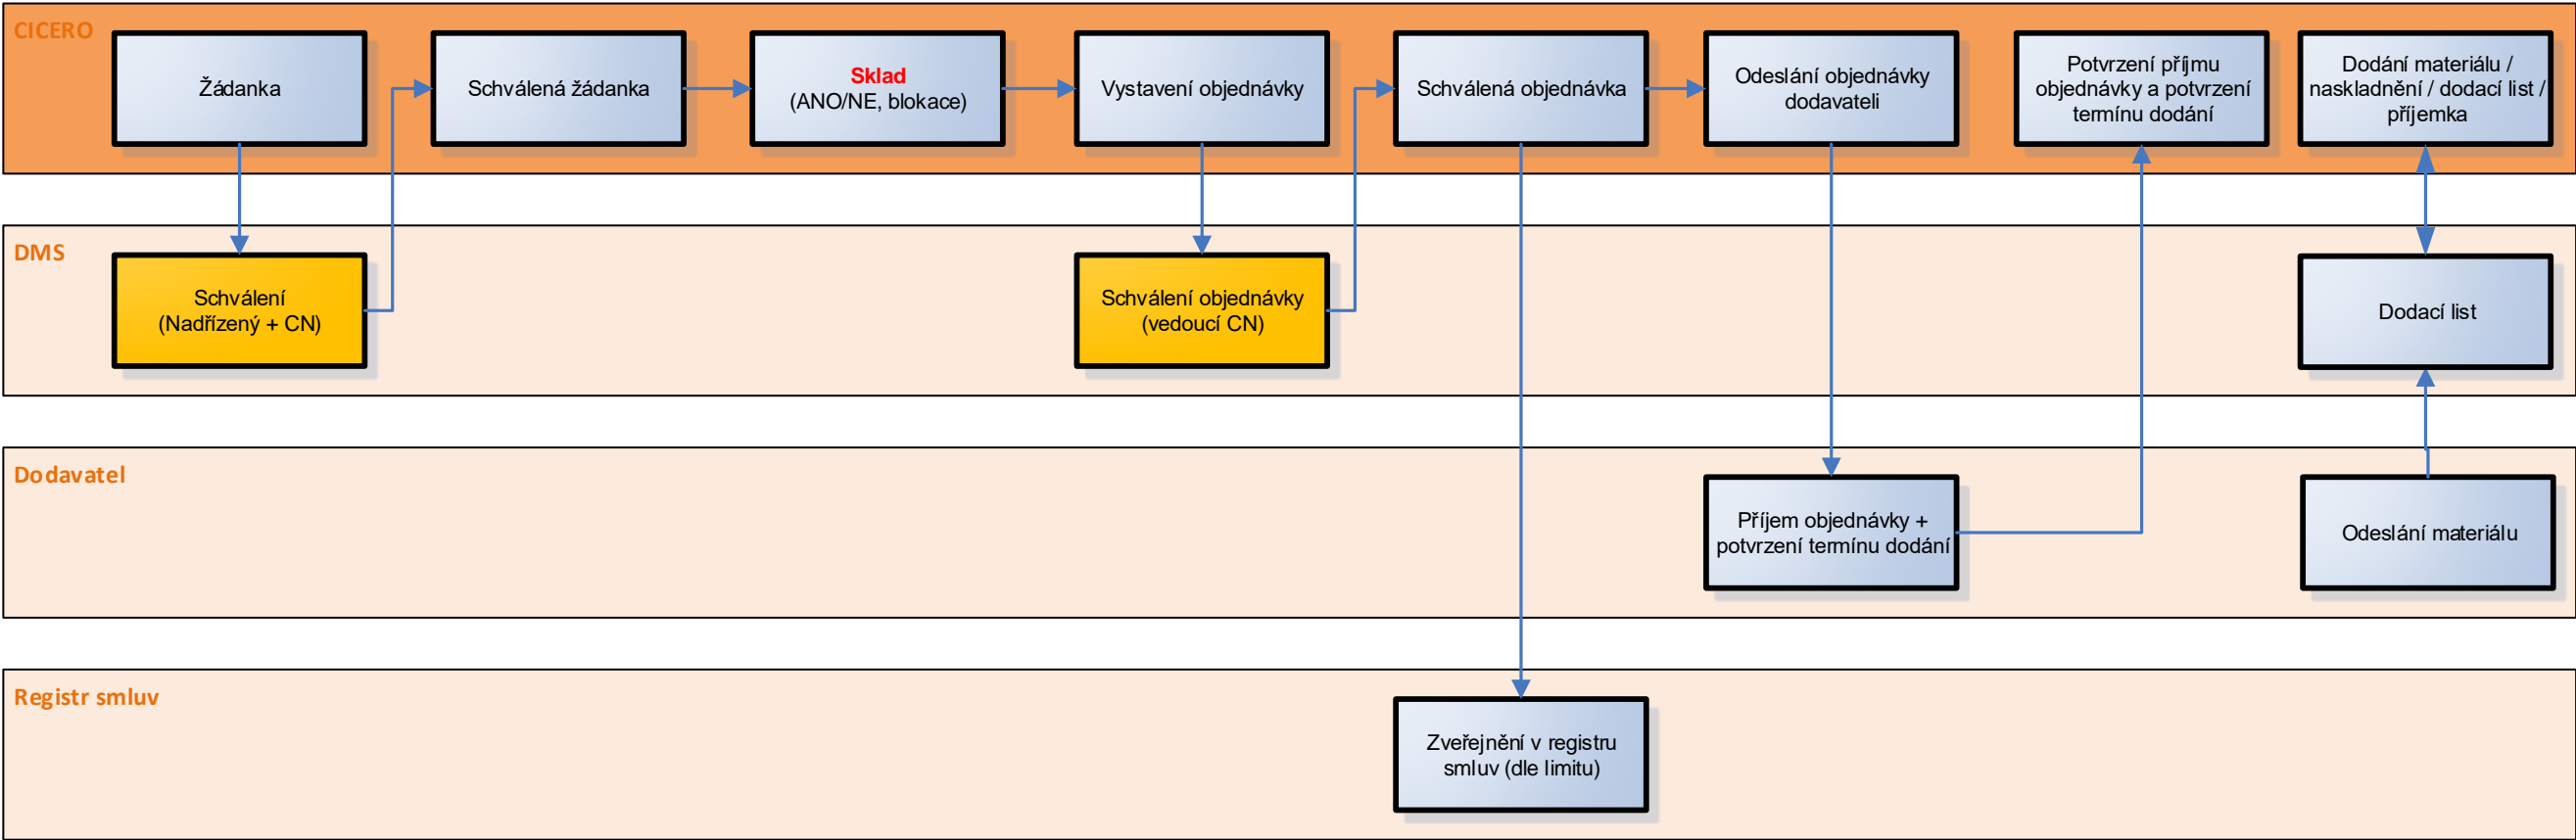 CICERO
Žádanka
Schválená žádanka
Sklad
(ANO/NE, blokace)
Vystavení objednávky
Schválená objednávka
Odeslání objednávky
dodavateli
Potvrzení příjmu
objednávky a potvrzení
termínu dodání
Dodání materiálu /
naskladnění / dodací list /
příjemka
DMS
Schválení
(Nadřízený + CN)
Schválení objednávky
(vedoucí CN)
Dodací list
Dodavatel
Příjem objednávky +
potvrzení termínu dodání
Odeslání materiálu
Registr smluv
Zveřejnění v registru
smluv (dle limitu)